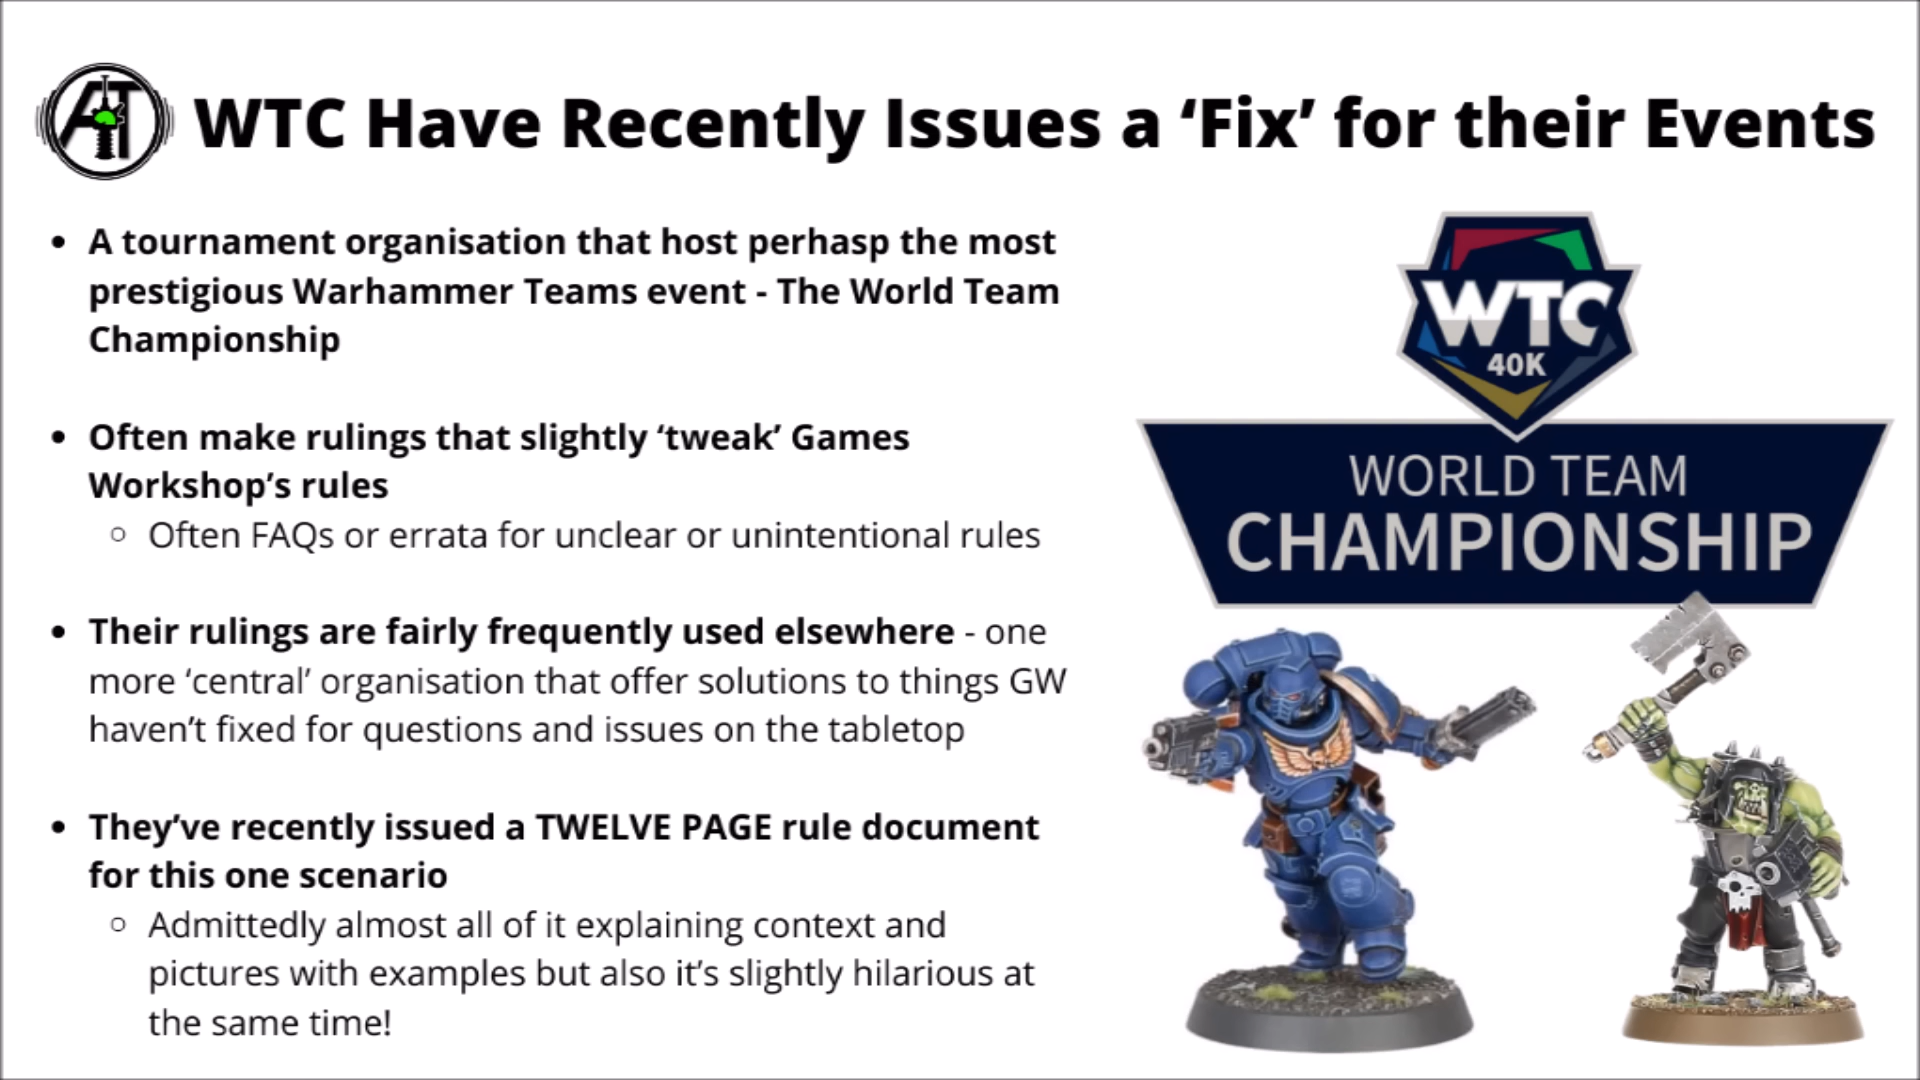 AT
WTC Have Recently Issues a ‘Fix’ for their Events
• A tournament organisation that host perhasp the most
prestigious Warhammer Teams event - The World Team
Championship
• Often make rulings that slightly ‘tweak’ Games
Workshop’s rules
○ Often FAQs or errata for unclear or unintentional rules
• Their rulings are fairly frequently used elsewhere - one
more ‘central’ organisation that offer solutions to things GW
haven’t fixed for questions and issues on the tabletop
• They’ve recently issued a TWELVE PAGE rule document
for this one scenario
○ Admittedly almost all of it explaining context and
pictures with examples but also it’s slightly hilarious at
the same time!
WTC
40K
WORLD TEAM
CHAMPIONSHIP